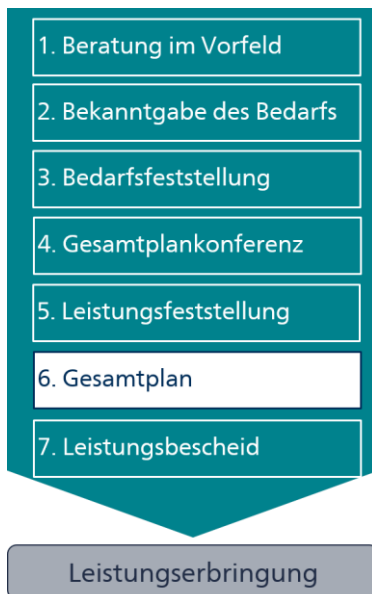 1. Beratung im Vorfeld
2. Bekanntgabe des Bedarfs
3. Bedarfsfeststellung
4. Gesamtplankonferenz
5. Leistungsfeststellung
6. Gesamtplan
7. Leistungsbescheid
Leistungserbringung